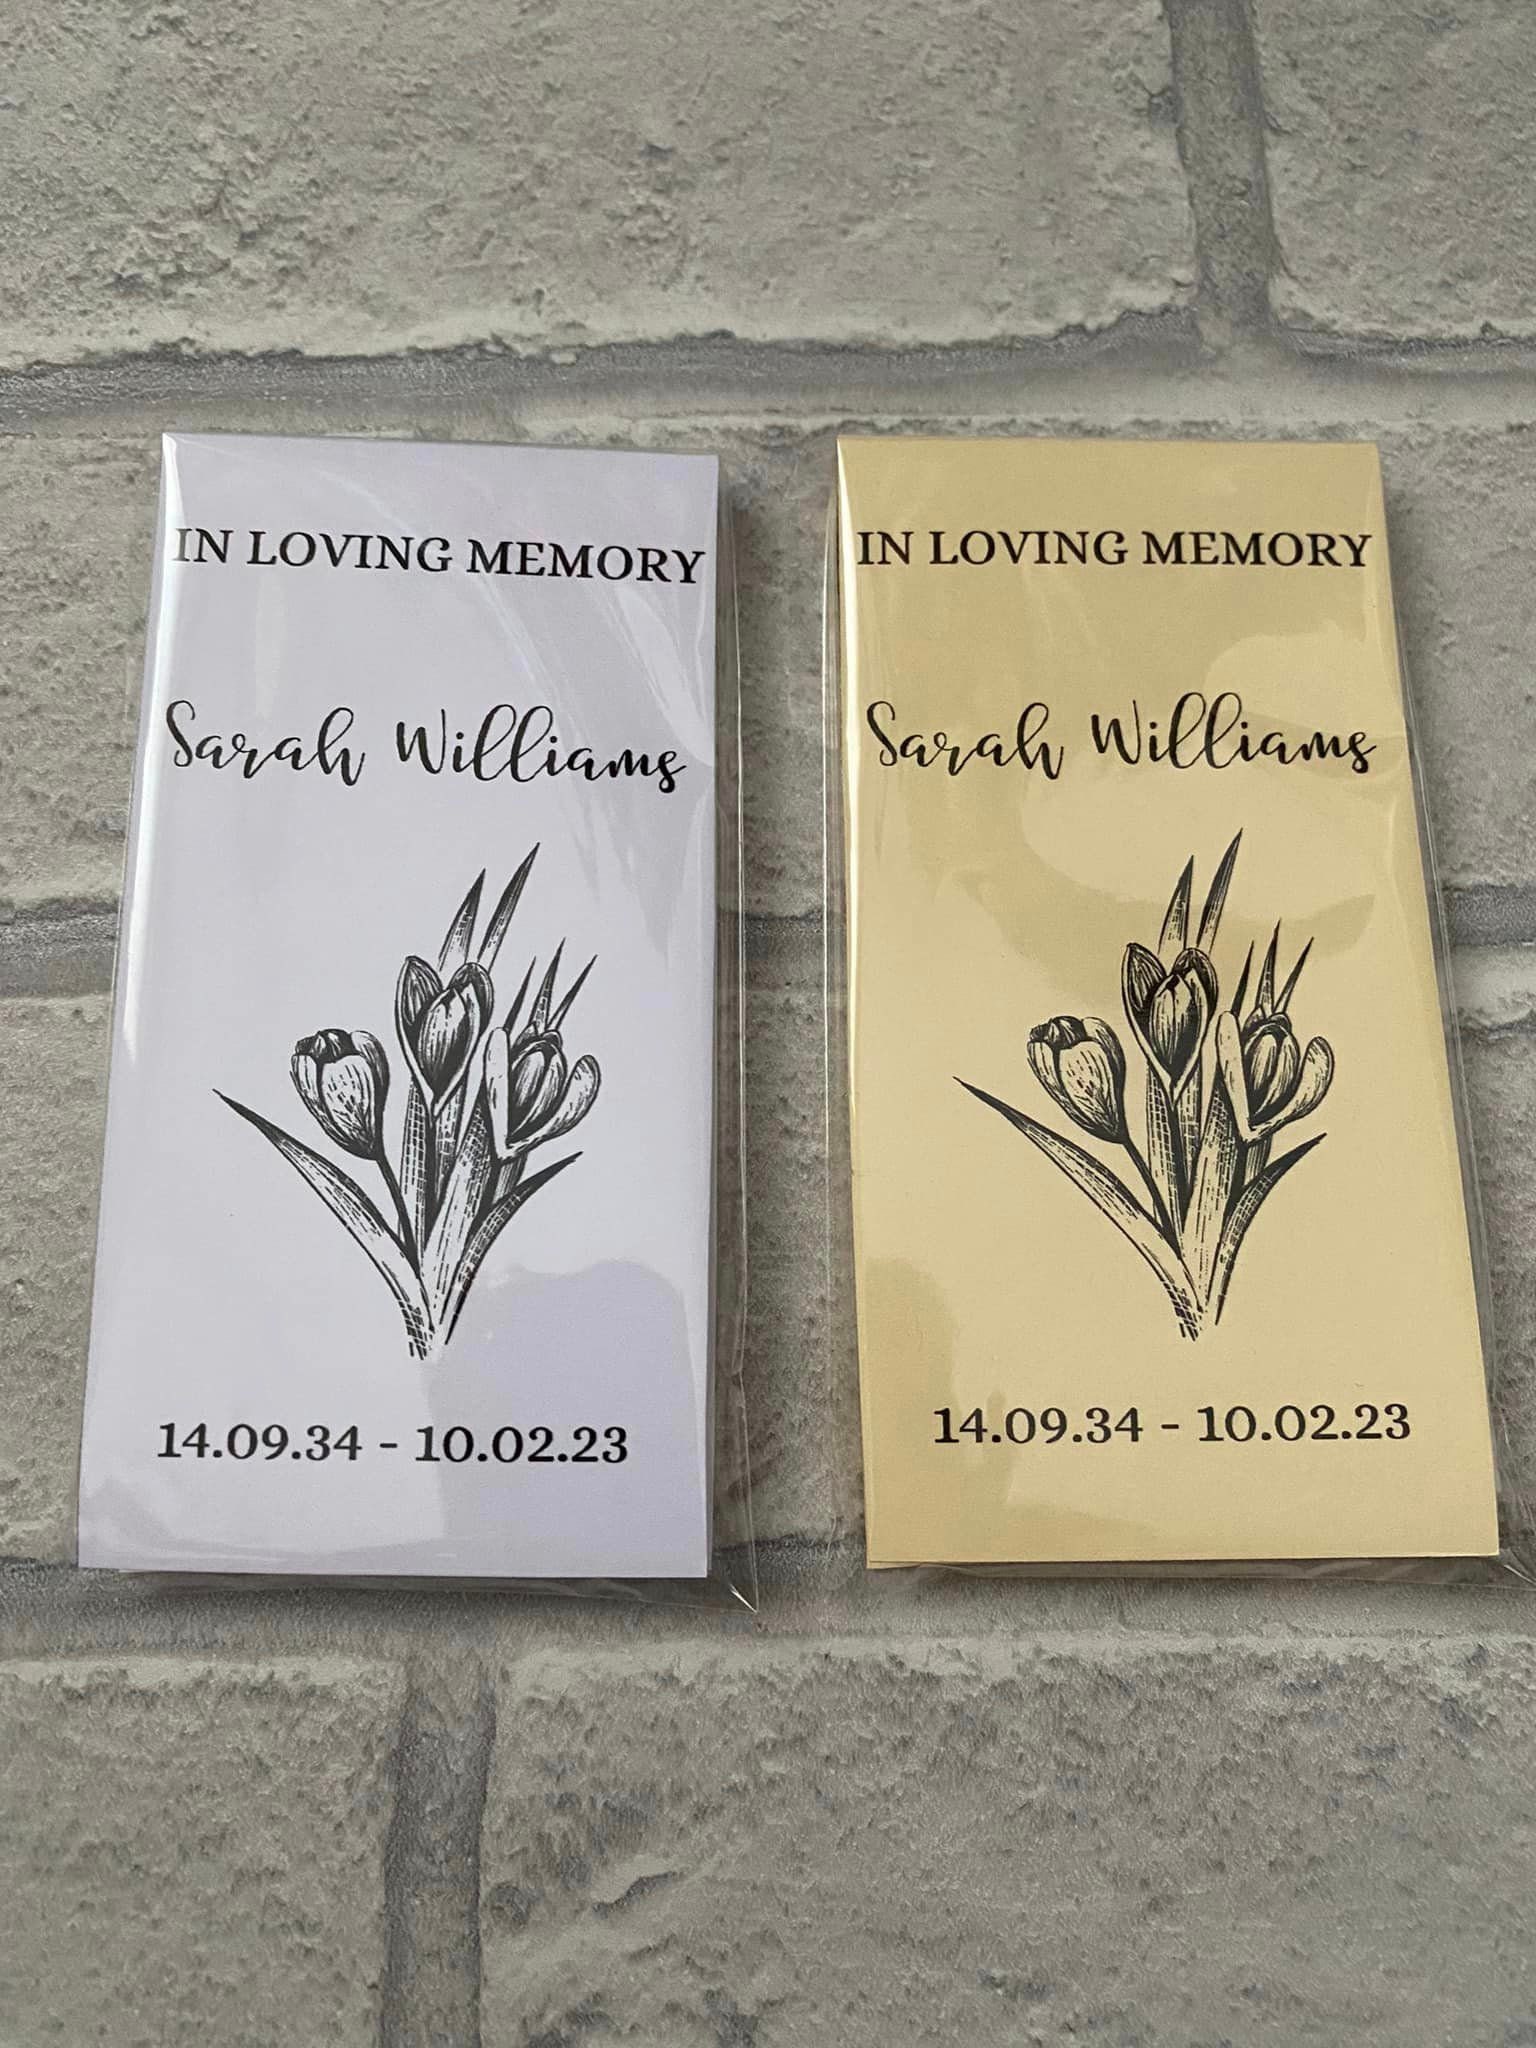 IN LOVING MEMORY
Sarah Williams
14.09.34 - 10.02.23
IN LOVING MEMORY
Sarah Williams
14.09.34 - 10.02.23